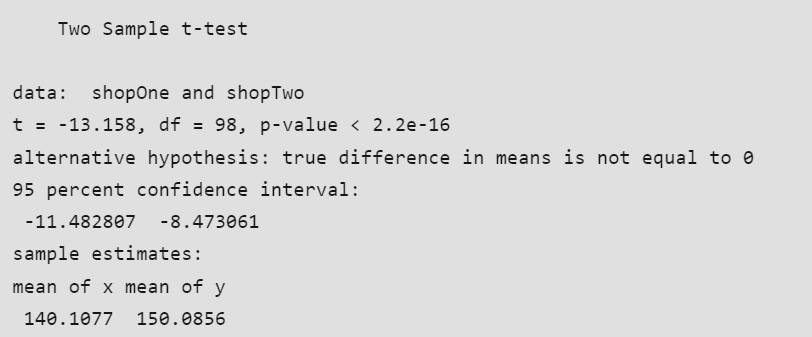 Two Sample t-test
data:  shopOne and shopTwo
t = -13.158, df = 98, p-value < 2.2e-16
alternative hypothesis: true difference in means is not equal to 0
95 percent confidence interval:
 -11.482807  -8.473061
sample estimates:
mean of x mean of y
 140.1077  150.0856